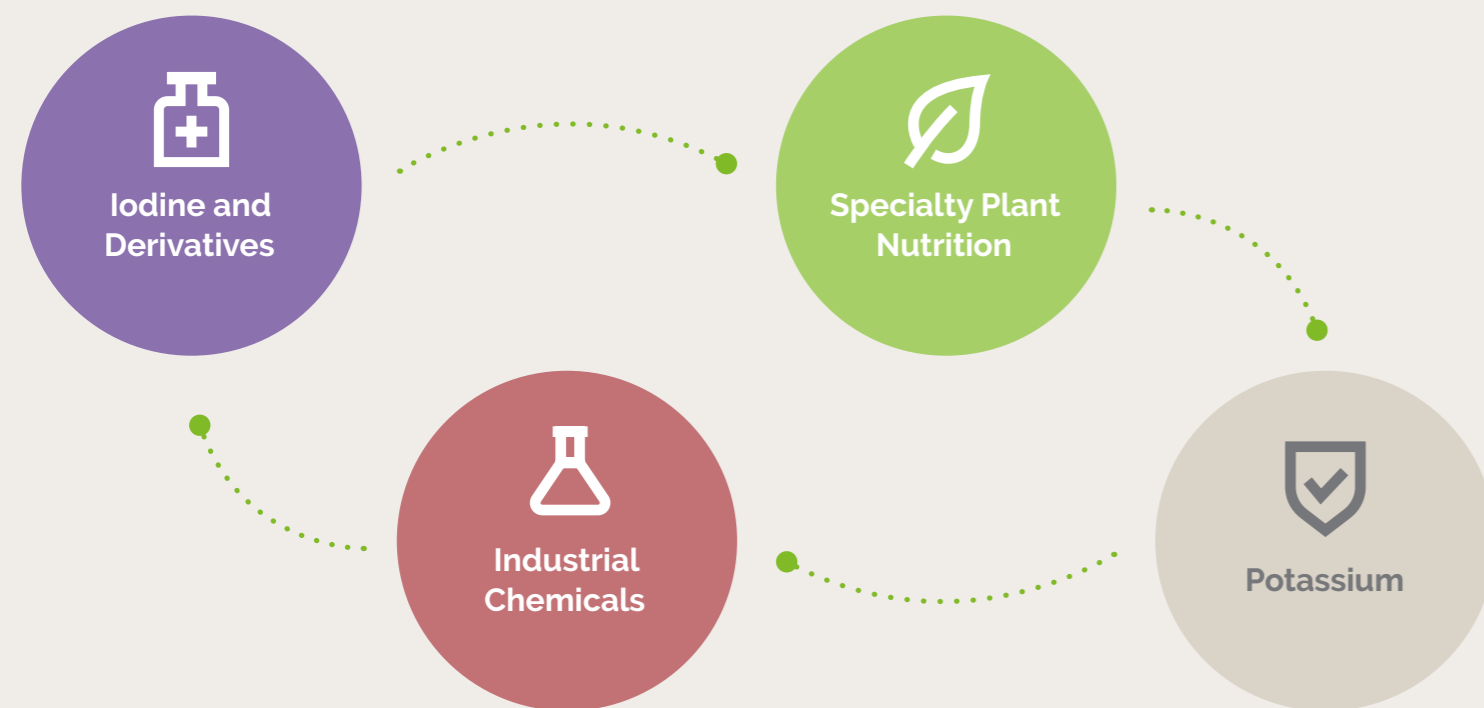 Iodine and
Derivatives
Specialty Plant
Nutrition
Industrial
Chemicals
Potassium